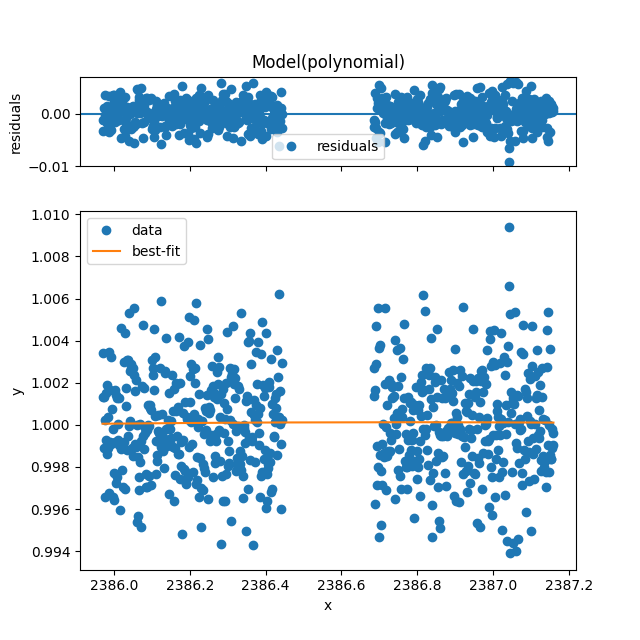 Model(polynomial)
residuals
0.00
−0.01
residuals
y
1.010
1.008
1.006
1.004
1.002
1.000
0.998
0.996
0.994
data
best-fit
2386.0 2386.2 2386.4 2386.6 2386.8 2387.0 2387.2
x